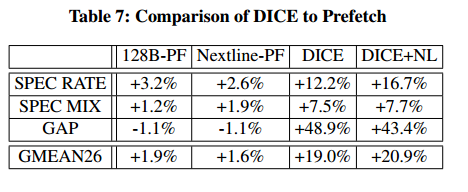 Table 7: Comparison of DICE to Prefetch
128B-PF Nextline-PF DICE DICE+NL
SPEC RATE +3.2% +2.6% +12.2% +16.7%
SPEC MIX +1.2% +1.9% +7.5% +7.7%
GAP -1.1% -1.1% +48.9% +43.4%
GMEAN26 +1.9% +1.6% +19.0% +20.9%